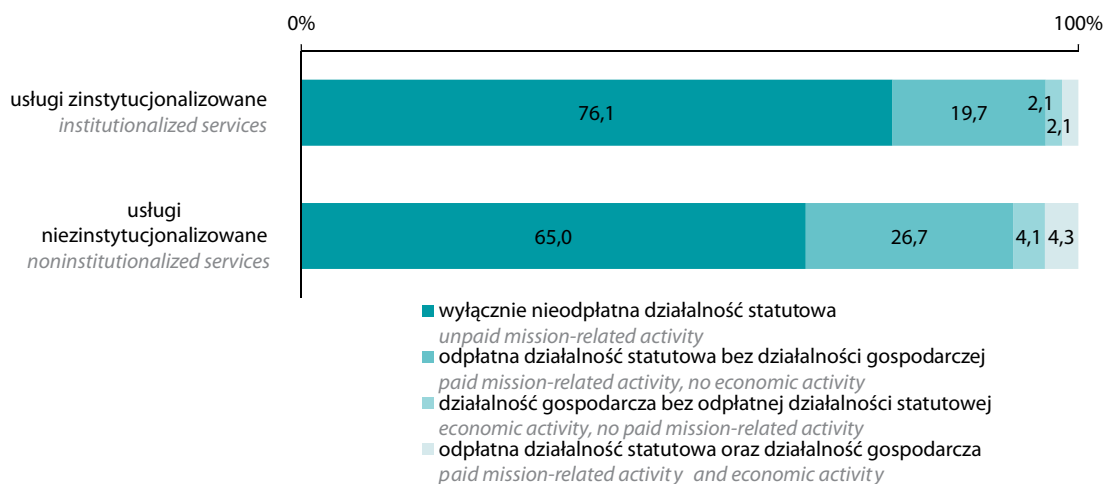 0% 100%
usługi zinstytucjonalizowane
institutionalized services
76,1 19,7 2,1 2,1
usługi
niezinstytucjonalizowane
noninstitutionalized services
65,0 26,7 4,1 4,3
wyłącznie nieodpłatna działalność statutowa
unpaid mission-related activity
odpłatna działalność statutowa bez działalności gospodarczej
paid mission-related activity, no economic activity
działalność gospodarcza bez odpłatnej działalności statutowej
economic activity, no paid mission-related activity
odpłatna działalność statutowa oraz działalność gospodarcza
paid mission-related activity and economic activity